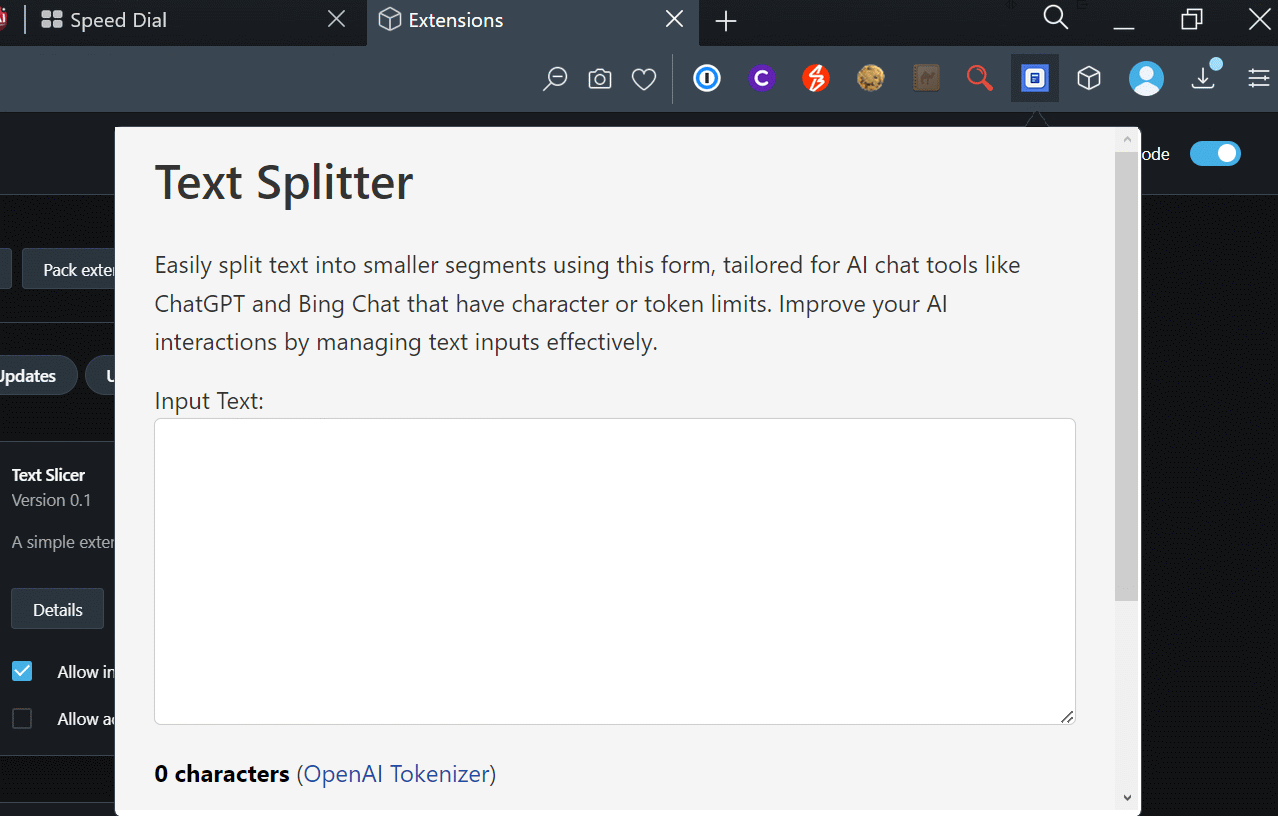 Speed Dial
Extensions
ode
Text Splitter
Easily split text into smaller segments using this form, tailored for AI chat tools like
ChatGPT and Bing Chat that have character or token limits. Improve your AI
interactions by managing text inputs effectively.
Input Text:
0 characters (OpenAI Tokenizer)
Pack exte
Updates
U
Text Slicer
Version 0.1
A simple exter
Details
Allow in
Allow ac